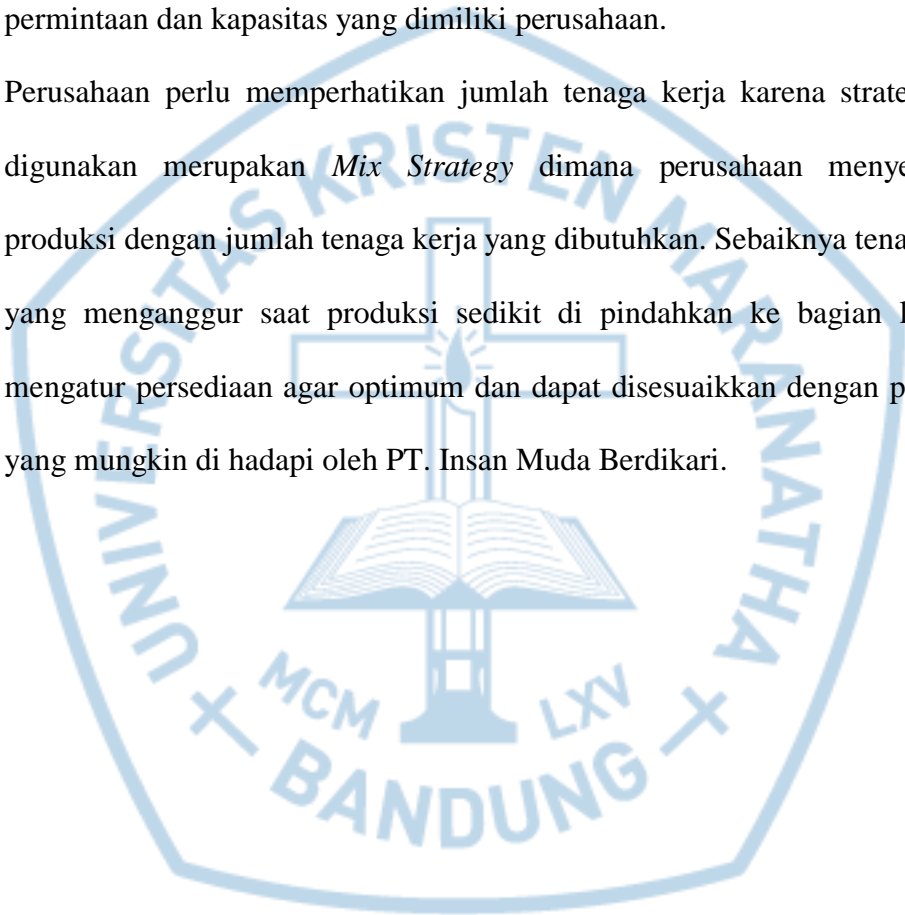 permintaan dan kapasitas yang dimiliki perusahaan.
Perusahaan perlu memperhatikan jumlah tenaga kerja karena
digunakan merupakan Mix Strategy dimana perusahaan
produksi dengan jumlah tenaga kerja yang dibutuhkan. Sebaiknya
yang menganggur saat produksi sedikit di pindahkan ke bagian
mengatur persediaan agar optimum dan dapat disesuaikkan dengan
yang mungkin di hadapi oleh PT. Insan Muda Berdikari.
UNIVERSITAS KRISTEN MARANATHA
MCM LXV
BANDUNG